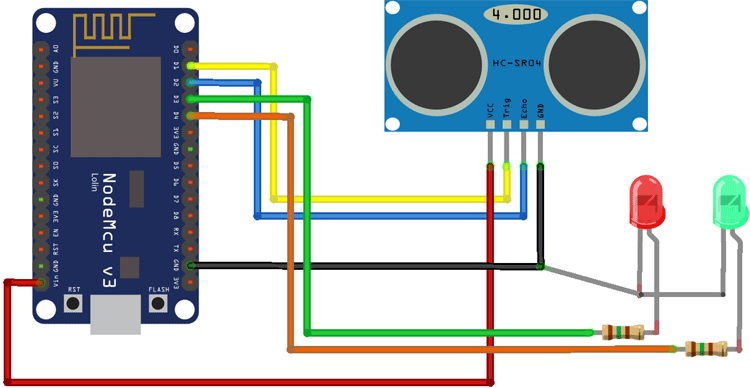 4.000
HC-SR04
VCC
Trig
Echo
GND
A0
GND
VU
S3
S2
S1
SC
SO
SK
GND
3V3
EN
RST
GND
Vin
D0
D1
D2
D3
D4
3V3
GND
D5
D6
D7
D8
RX
TX
GND
3V3
NodeMcu v3
Lolin
RST
FLASH